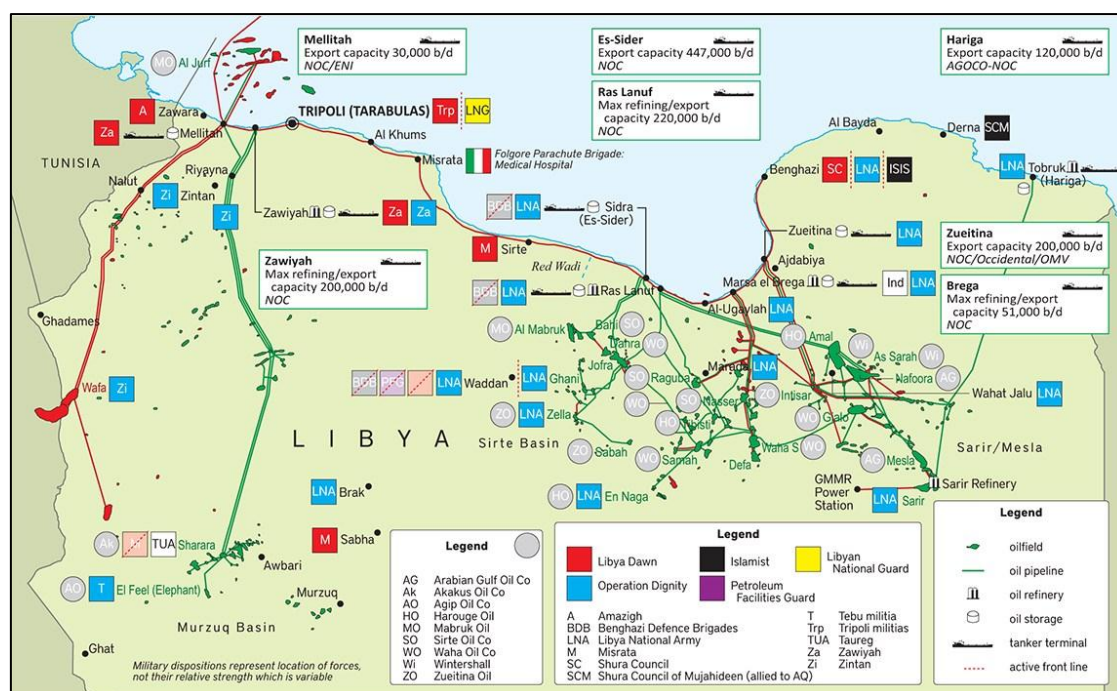 Mellitah
Export capacity 30,000 b/d
NOC/ENI
Es-Sider
Export capacity 447,000 b/d
NOC
Hariga
Export capacity 120,000 b/d
AGOCO-NOC
Ras Lanuf
Max refining/export
capacity 220,000 b/d
NOC
MO Al Jurf
A Zawara
Za Mellitah
TRIPOLI (TARABULAS) Trp LNG
TUNISIA
Al Khums
Misrata
Folgore Parachute Brigade:
Medical Hospital
Al Bayda
Derna SCM
Benghazi SC LNA ISIS
LNA Tobruk
(Hariga)
Riyayna
Nalut
Zi Zintan
Zi
Zawiyah Za Za
BGB LNA Sidra
(Es-Sider)
Zueitina LNA
Zueitina
Export capacity 200,000 b/d
NOC/Occidental/OMV
M Sirte
Red Wadi
Ajdabiya
Zawiyah
Max refining/export
capacity 200,000 b/d
NOC
BGB LNA Ras Lanuf
Marsa el Brega Ind LNA
Al-Ugaylah LNA
Brega
Max refining/export
capacity 51,000 b/d
NOC
Ghadames
MO Al Mabruk
Bahi SO
Dahra WO
HO Amal
Wi As Sarah Wi
Jofra
Nafoora AG
Wafa Zi
BDB PFG LNA Waddan LNA Ghani
SO Raguba
Marada LNA
ZO Intisar
Wahat Jalu LNA
ZO LNA Zella
WO
SO Nasser
WO Gialo
LIBYA
Sirte Basin
HO Tibisti
ZO Sabah
WO Samah
Defa
Waha S WO
AG Mesla
Sarir/Mesla
GMMR
Power
Station
Sarir Refinery
LNA Sarir
LNA Brak
HO LNA En Naga
M Sabha
Ak TUA Sharara
Awbari
AO T El Feel (Elephant)
Murzuq
Murzuq Basin
Ghat
Military dispositions represent location of forces,
not their relative strength which is variable
Legend
AG Arabian Gulf Oil Co
Ak Akakus Oil Co
AO Agip Oil Co
HO Harouge Oil
MO Mabruk Oil
SO Sirte Oil Co
WO Waha Oil Co
Wi Wintershall
ZO Zueitina Oil
Legend
Libya Dawn
Islamist
Libyan
National Guard
Operation Dignity
Petroleum
Facilities Guard
A Amazigh
BDB Benghazi Defence Brigades
LNA Libya National Army
M Misrata
SC Shura Council
SCM Shura Council of Mujahideen (allied to AQ)
T Tebu militia
Trp Tripoli militias
TUA Taureg
Za Zawiyah
Zi Zintan
Legend
oilfield
oil pipeline
oil refinery
oil storage
tanker terminal
active front line